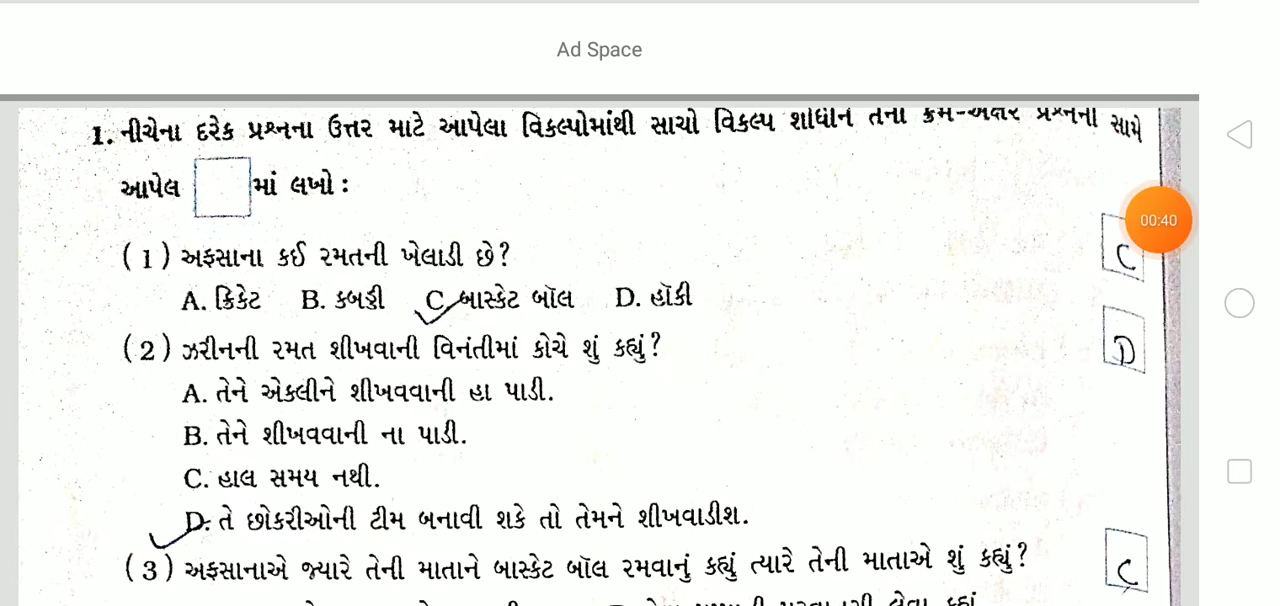 Ad Space
1. નીચેના દરેક પ્રશ્નના ઉત્તર માટે આપેલા વિકલ્પોમાંથી સાચો વિકલ્પ શોધીને તેનો ક્રમ-અક્ષર પ્રશ્નની સામે
આપેલ માં લખો :
00:40
(1) અફસાના કઈ રમતની ખેલાડી છે?
C
A. ક્રિકેટ B. કબડ્ડી C. બાસ્કેટ બૉલ D. હૉકી
(2) ઝરીનની રમત શીખવાની વિનંતીમાં કોચે શું કહ્યું?
D
A. તેને એકલીને શીખવવાની હા પાડી.
B. તેને શીખવવાની ના પાડી.
C. હાલ સમય નથી.
D. તે છોકરીઓની ટીમ બનાવી શકે તો તેમને શીખવાડીશ.
(3) અફસાનાએ જ્યારે તેની માતાને બાસ્કેટ બૉલ રમવાનું કહ્યું ત્યારે તેની માતાએ શું કહ્યું?
C